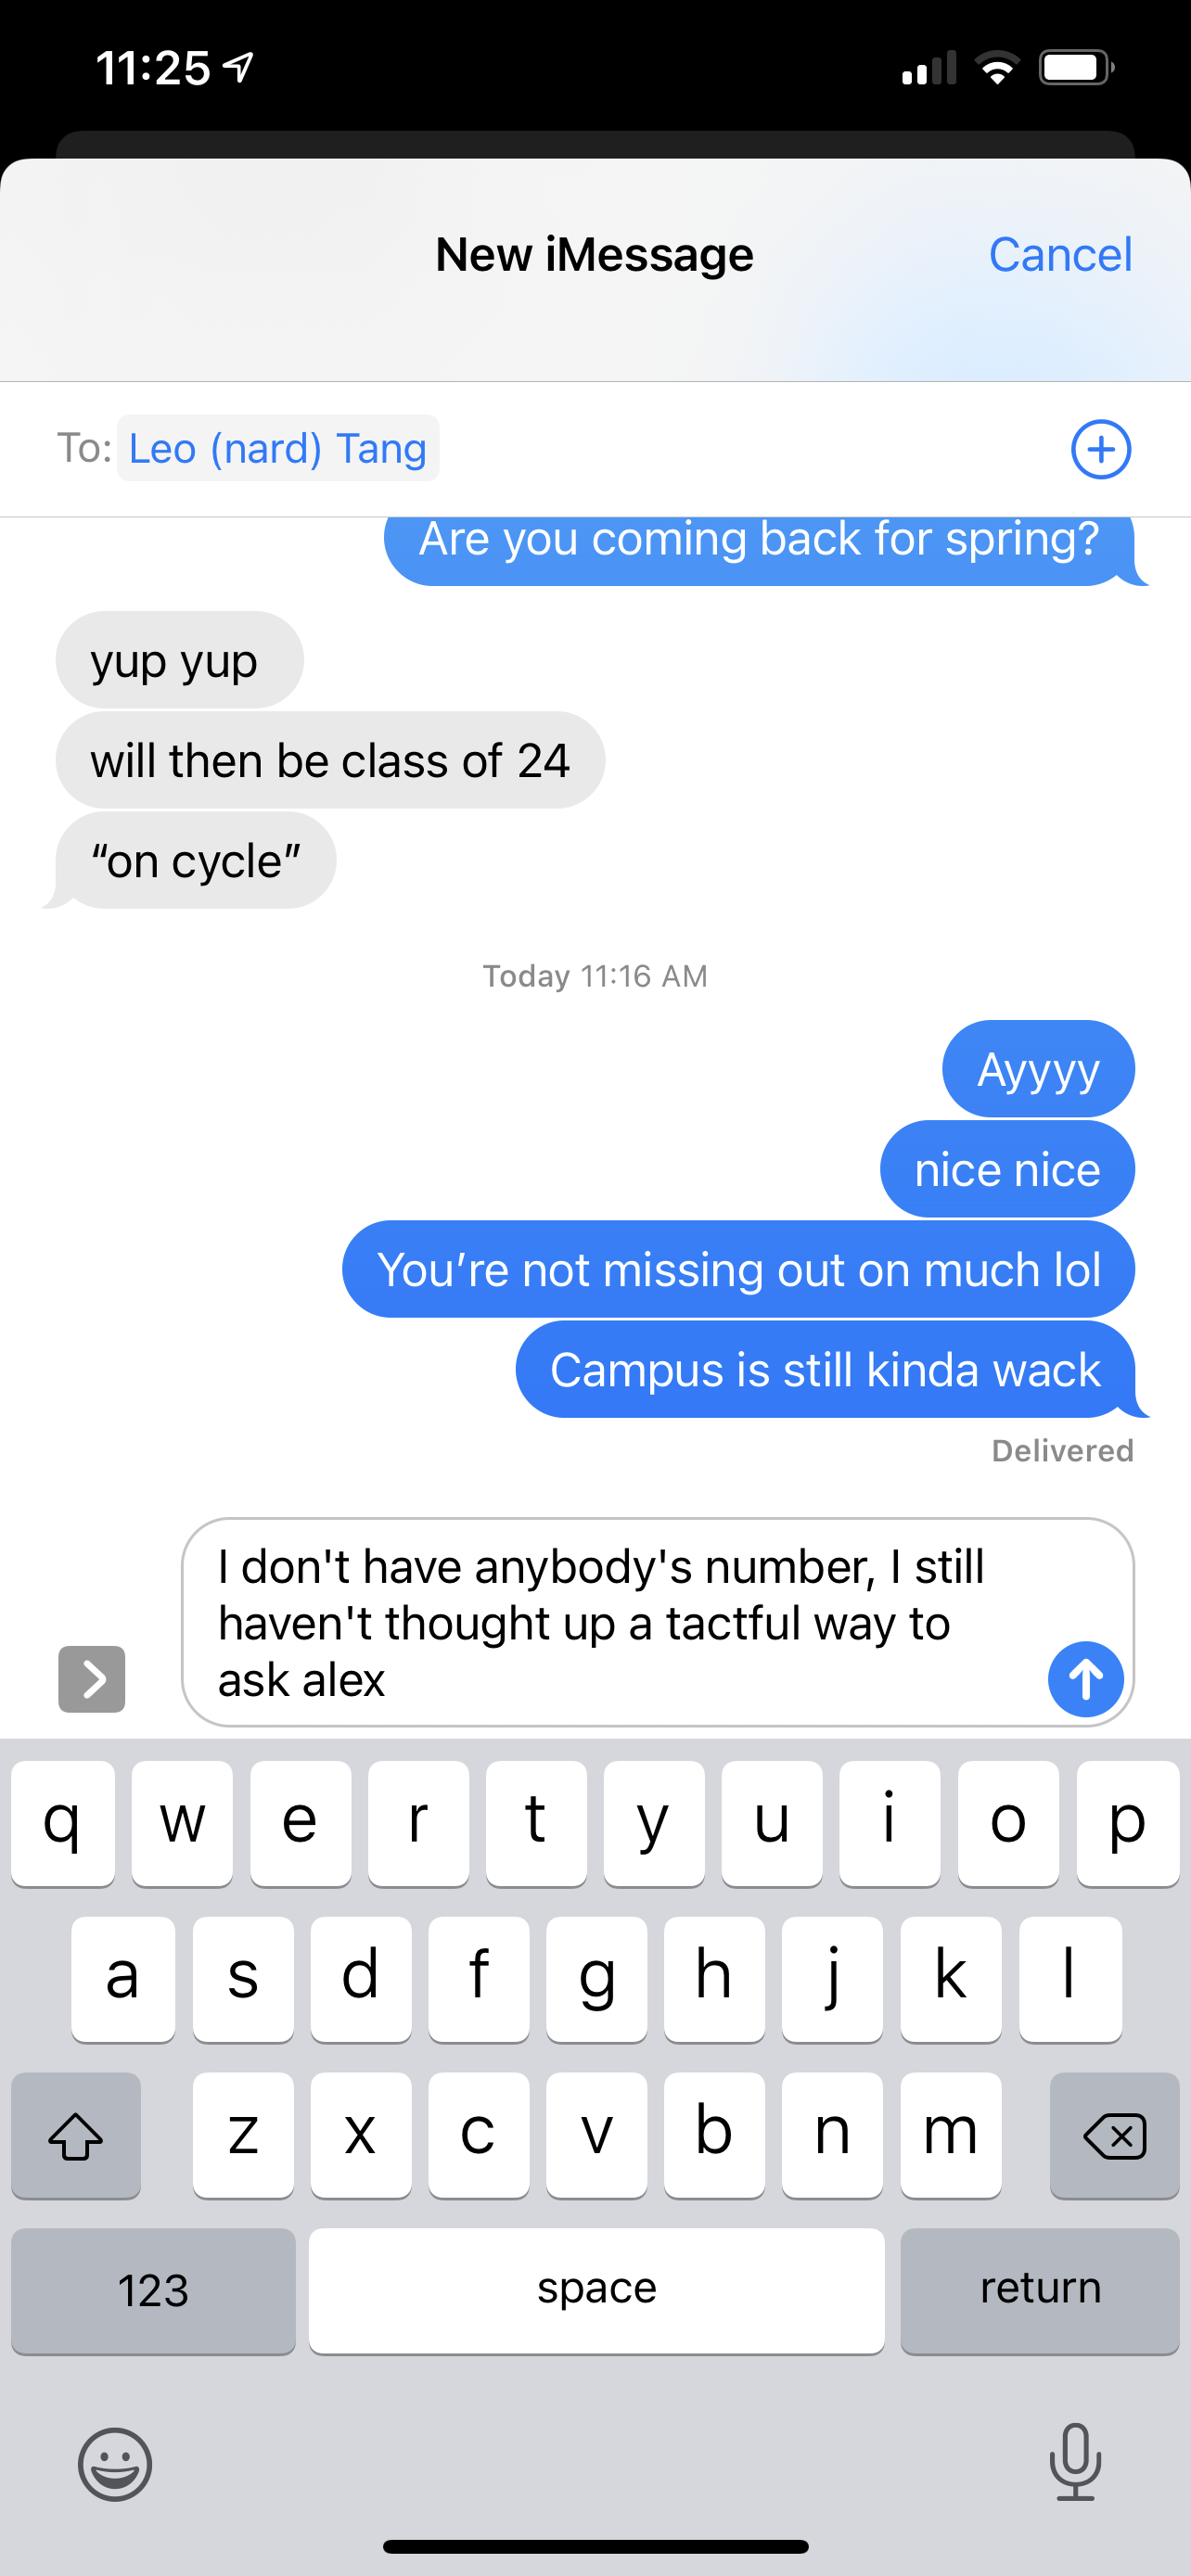 11:25
New iMessage
Cancel
To: Leo (nard) Tang
Are you coming back for spring?
yup yup
will then be class of 24
“on cycle”
Today 11:16 AM
Ayyyy
nice nice
You’re not missing out on much lol
Campus is still kinda wack
Delivered
I don't have anybody's number, I still
haven't thought up a tactful way to
ask alex
q w e r t y u i o p
a s d f g h j k l
z x c v b n m
123 space return